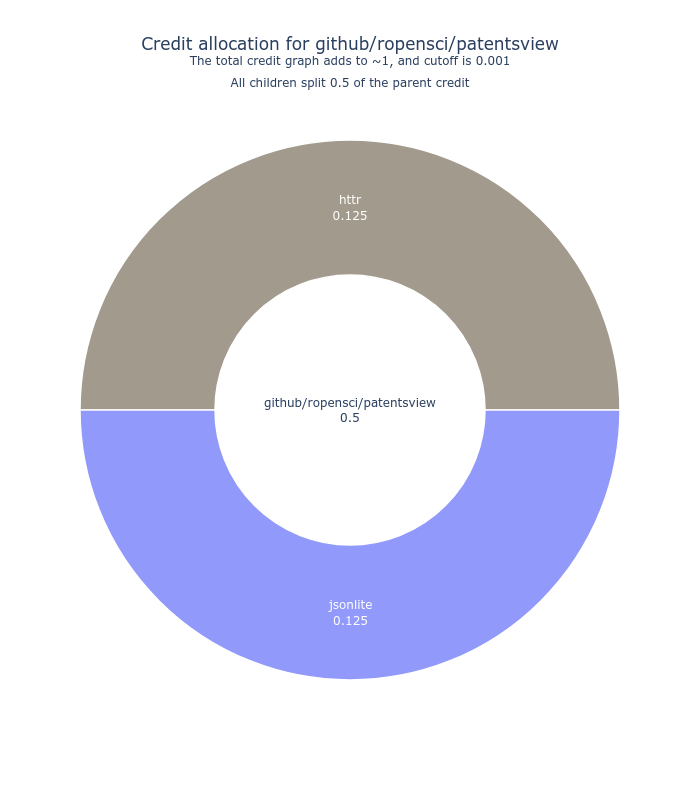 Credit allocation for github/ropensci/patentsview
The total credit graph adds to ~1, and cutoff is 0.001
All children split 0.5 of the parent credit
httr
0.125
github/ropensci/patentsview
0.5
jsonlite
0.125